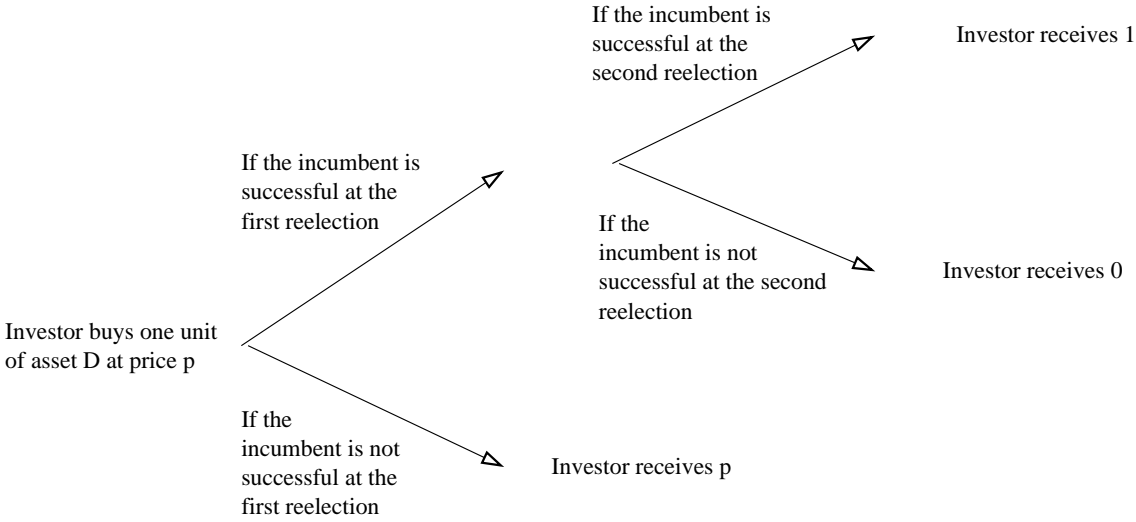 If the incumbent is
successful at the
second reelection
Investor receives 1
If the incumbent is
successful at the
first reelection
If the
incumbent is not
successful at the second
reelection
Investor receives 0
Investor buys one unit
of asset D at price p
If the
incumbent is not
successful at the
first reelection
Investor receives p